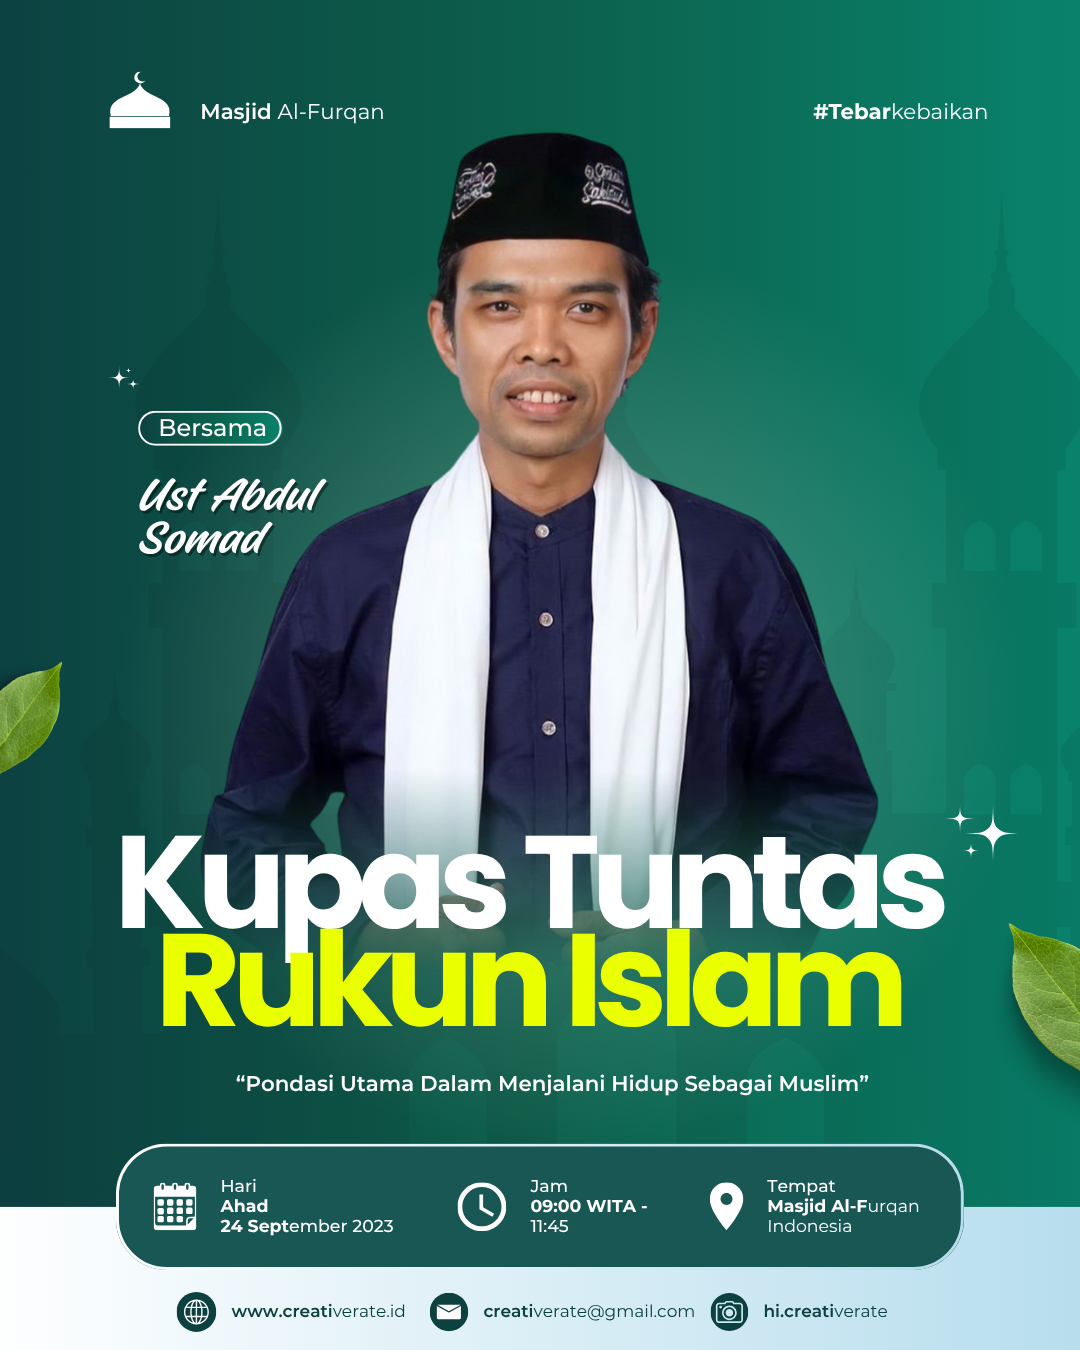 Masjid Al-Furqan
#Tebarkebaikan
Bersama
Ust Abdul
Somad
Kupas Tuntas
Rukun Islam
“Pondasi Utama Dalam Menjalani Hidup Sebagai Muslim”
Hari
Ahad
24 September 2023
Jam
09:00 WITA -
11:45
Tempat
Masjid Al-Furqan
Indonesia
www.creativerate.id
creativerate@gmail.com
hi.creativerate